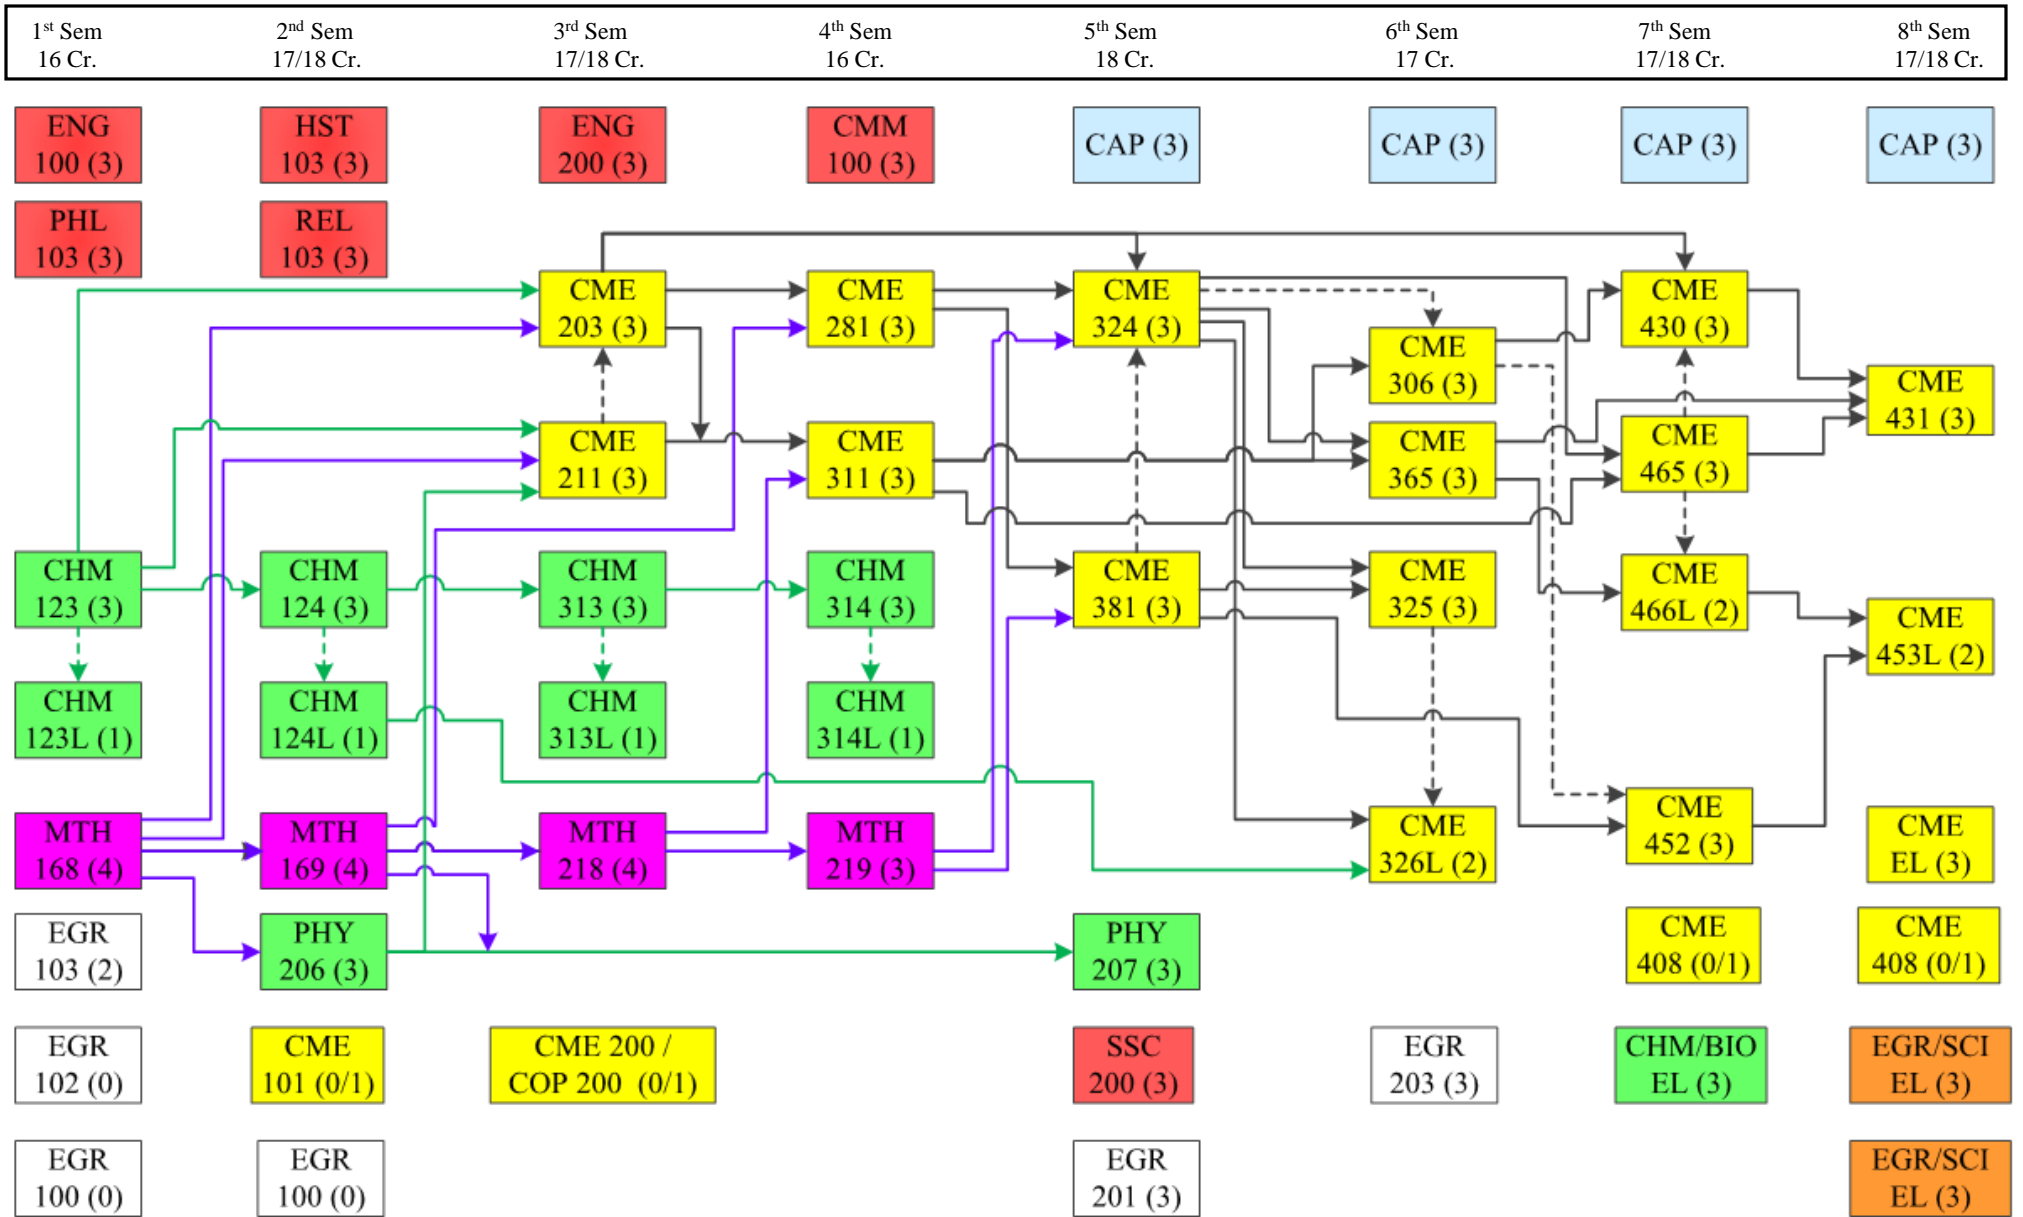 1st Sem
16 Cr.
2nd Sem
17/18 Cr.
3rd Sem
17/18 Cr.
4th Sem
16 Cr.
5th Sem
18 Cr.
6th Sem
17 Cr.
7th Sem
17/18 Cr.
8th Sem
17/18 Cr.
ENG
100 (3)
HST
103 (3)
ENG
200 (3)
CMM
100 (3)
CAP (3)
CAP (3)
CAP (3)
CAP (3)
PHL
103 (3)
REL
103 (3)
CME
203 (3)
CME
281 (3)
CME
324 (3)
CME
306 (3)
CME
430 (3)
CME
431 (3)
CME
211 (3)
CME
311 (3)
CME
365 (3)
CME
465 (3)
CHM
123 (3)
CHM
124 (3)
CHM
313 (3)
CHM
314 (3)
CME
381 (3)
CME
325 (3)
CME
466L (2)
CME
453L (2)
CHM
123L (1)
CHM
124L (1)
CHM
313L (1)
CHM
314L (1)
MTH
168 (4)
MTH
169 (4)
MTH
218 (4)
MTH
219 (3)
CME
326L (2)
CME
452 (3)
CME
EL (3)
EGR
103 (2)
PHY
206 (3)
PHY
207 (3)
CME
408 (0/1)
CME
408 (0/1)
EGR
102 (0)
CME
101 (0/1)
CME 200 /
COP 200 (0/1)
SSC
200 (3)
EGR
203 (3)
CHM/BIO
EL (3)
EGR/SCI
EL (3)
EGR
100 (0)
EGR
100 (0)
EGR
201 (3)
EGR/SCI
EL (3)